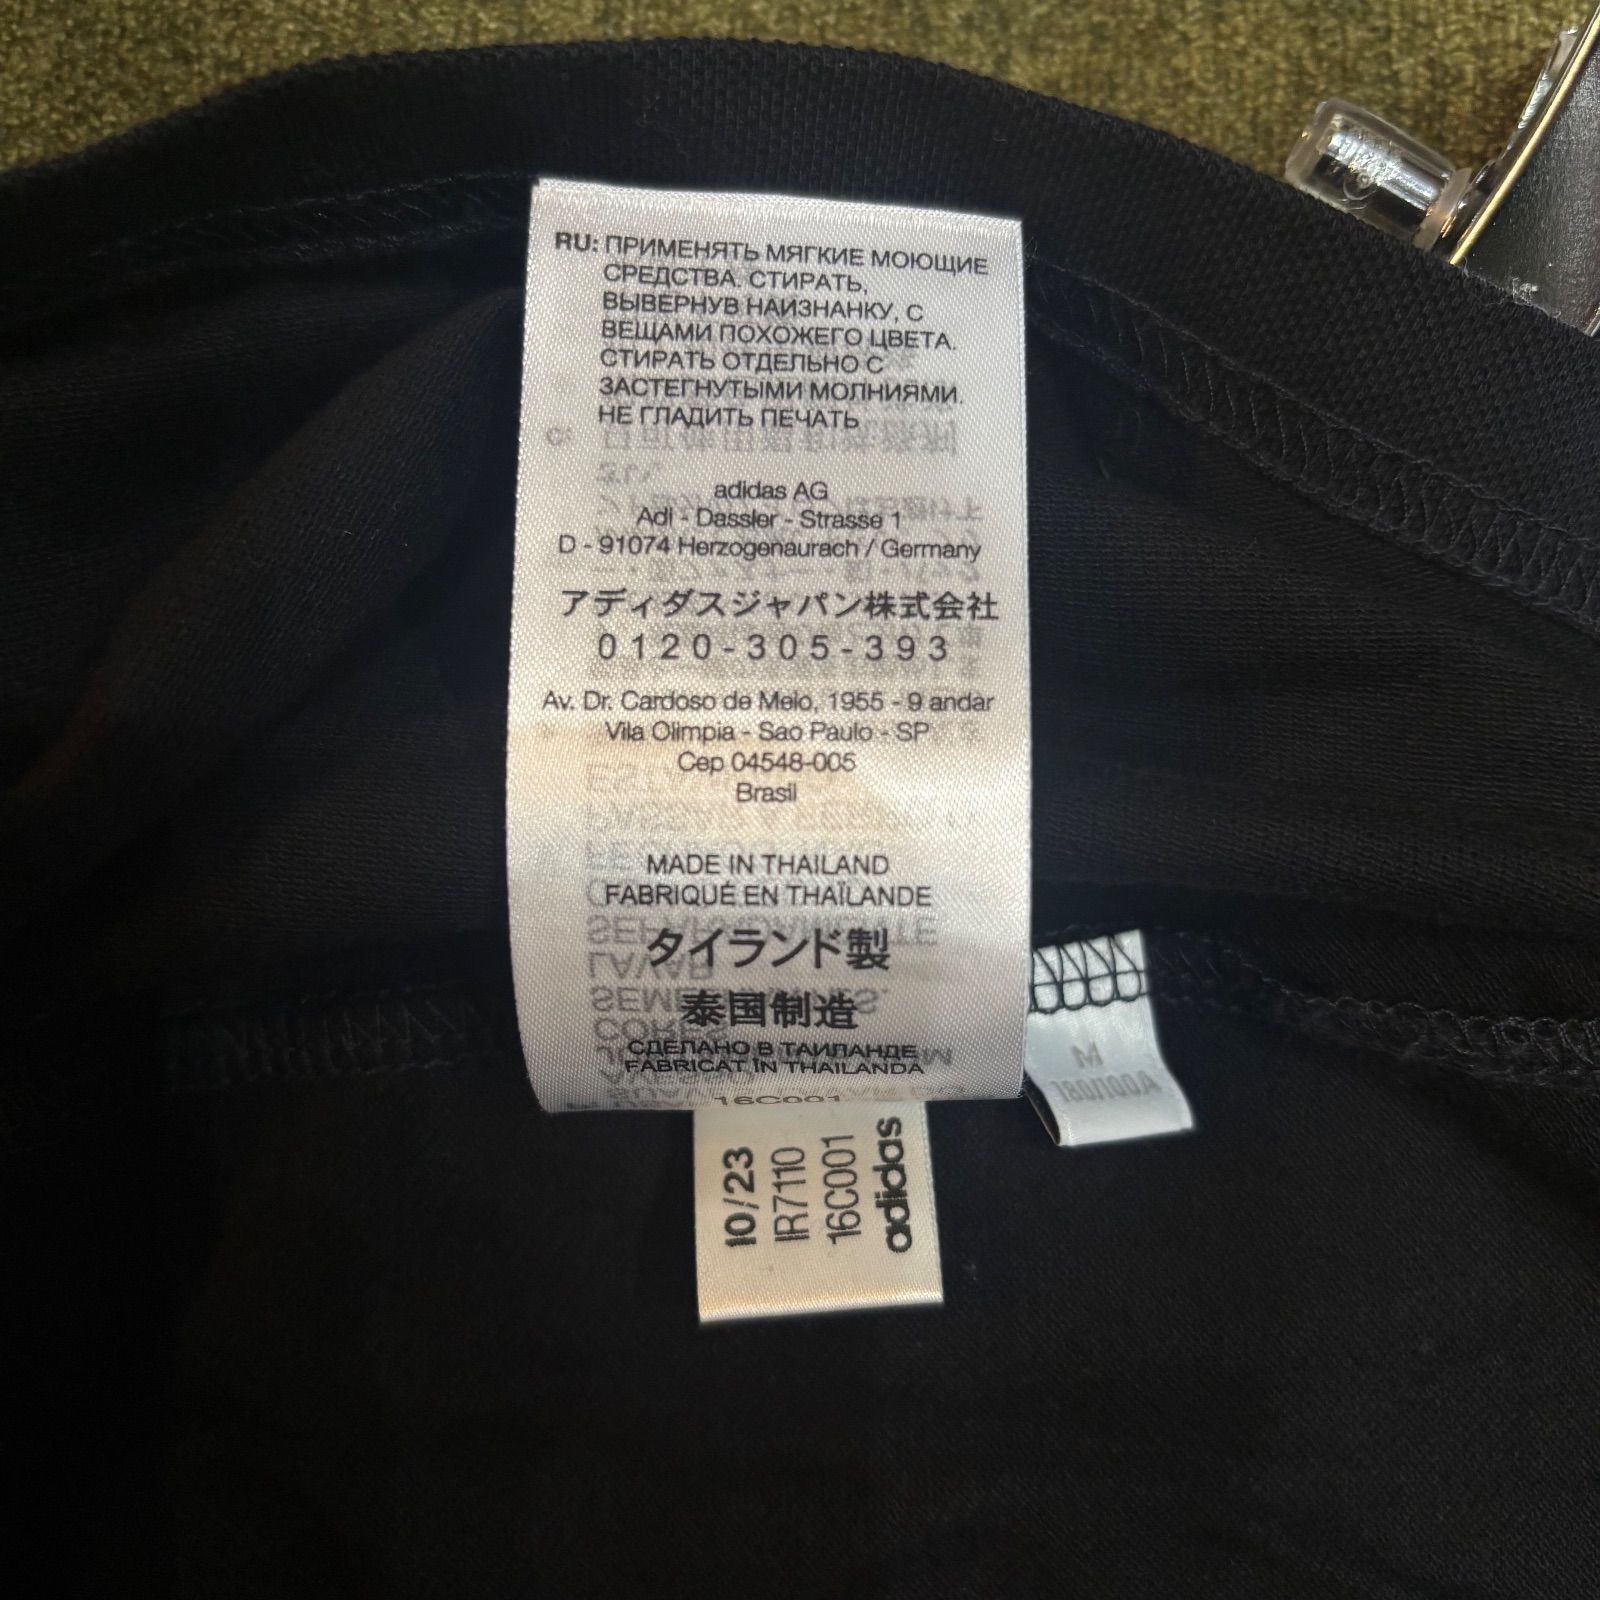 RU: ПРИМЕНЯТЬ МЯГКИЕ МОЮЩИЕ
СРЕДСТВА. СТИРАТЬ,
ВЫВЕРНУВ НАИЗНАНКУ, С
ВЕЩАМИ ПОХОЖЕГО ЦВЕТА.
СТИРАТЬ ОТДЕЛЬНО С
ЗАСТЕГНУТЫМИ МОЛНИЯМИ.
НЕ ГЛАДИТЬ ПЕЧАТЬ
adidas AG
Adi - Dassler - Strasse 1
D - 91074 Herzogenaurach / Germany
アディダスジャパン株式会社
0120-305-393
Av. Dr. Cardoso de Melo, 1955 - 9 andar
Vila Olimpia - Sao Paulo - SP
Cep 04548-005
Brasil
MADE IN THAILAND
FABRIQUÉ EN THAÏLANDE
タイランド製
泰国制造
СДЕЛАНО В ТАИЛАНДЕ
FABRICAT ÎN THAILANDA
16C001
10/23
IR7110
16C001
adidas
M